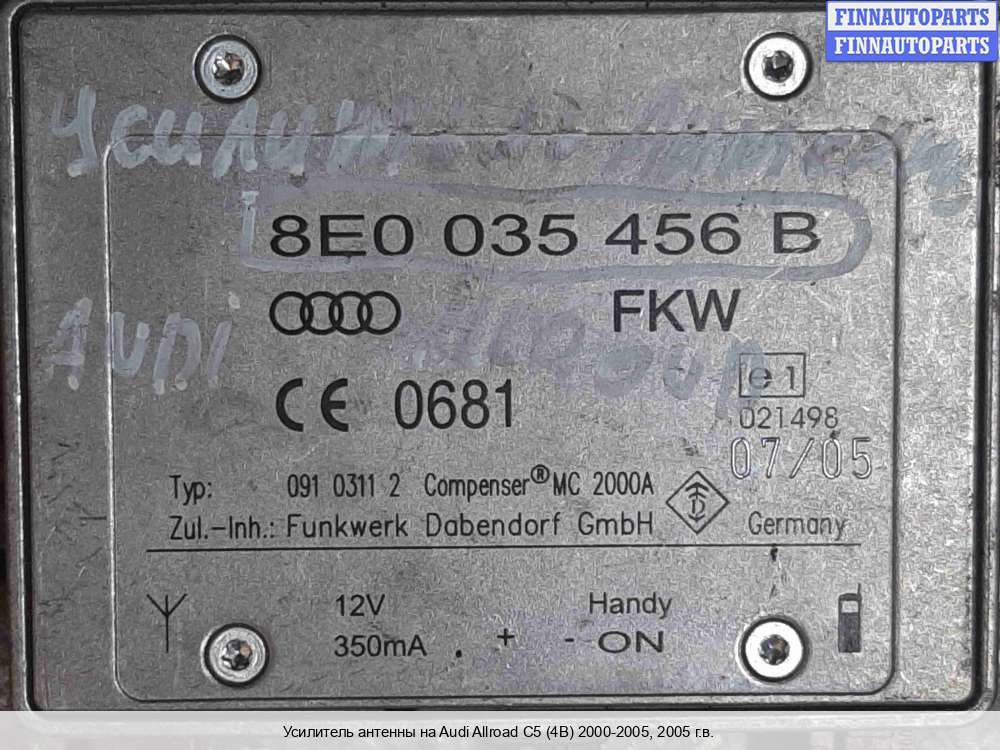 FINNAUTOPARTS
FINNAUTOPARTS
8E0 035 456 B
FKW
AUDI
CE 0681
e1
021498
07/05
Typ: 091 0311 2 Compenser® MC 2000A
Zul.-Inh.: Funkwerk Dabendorf GmbH
Germany
12V
Handy
350mA
+ - ON
Усилитель антенны на Audi Allroad C5 (4B) 2000-2005, 2005 г.в.